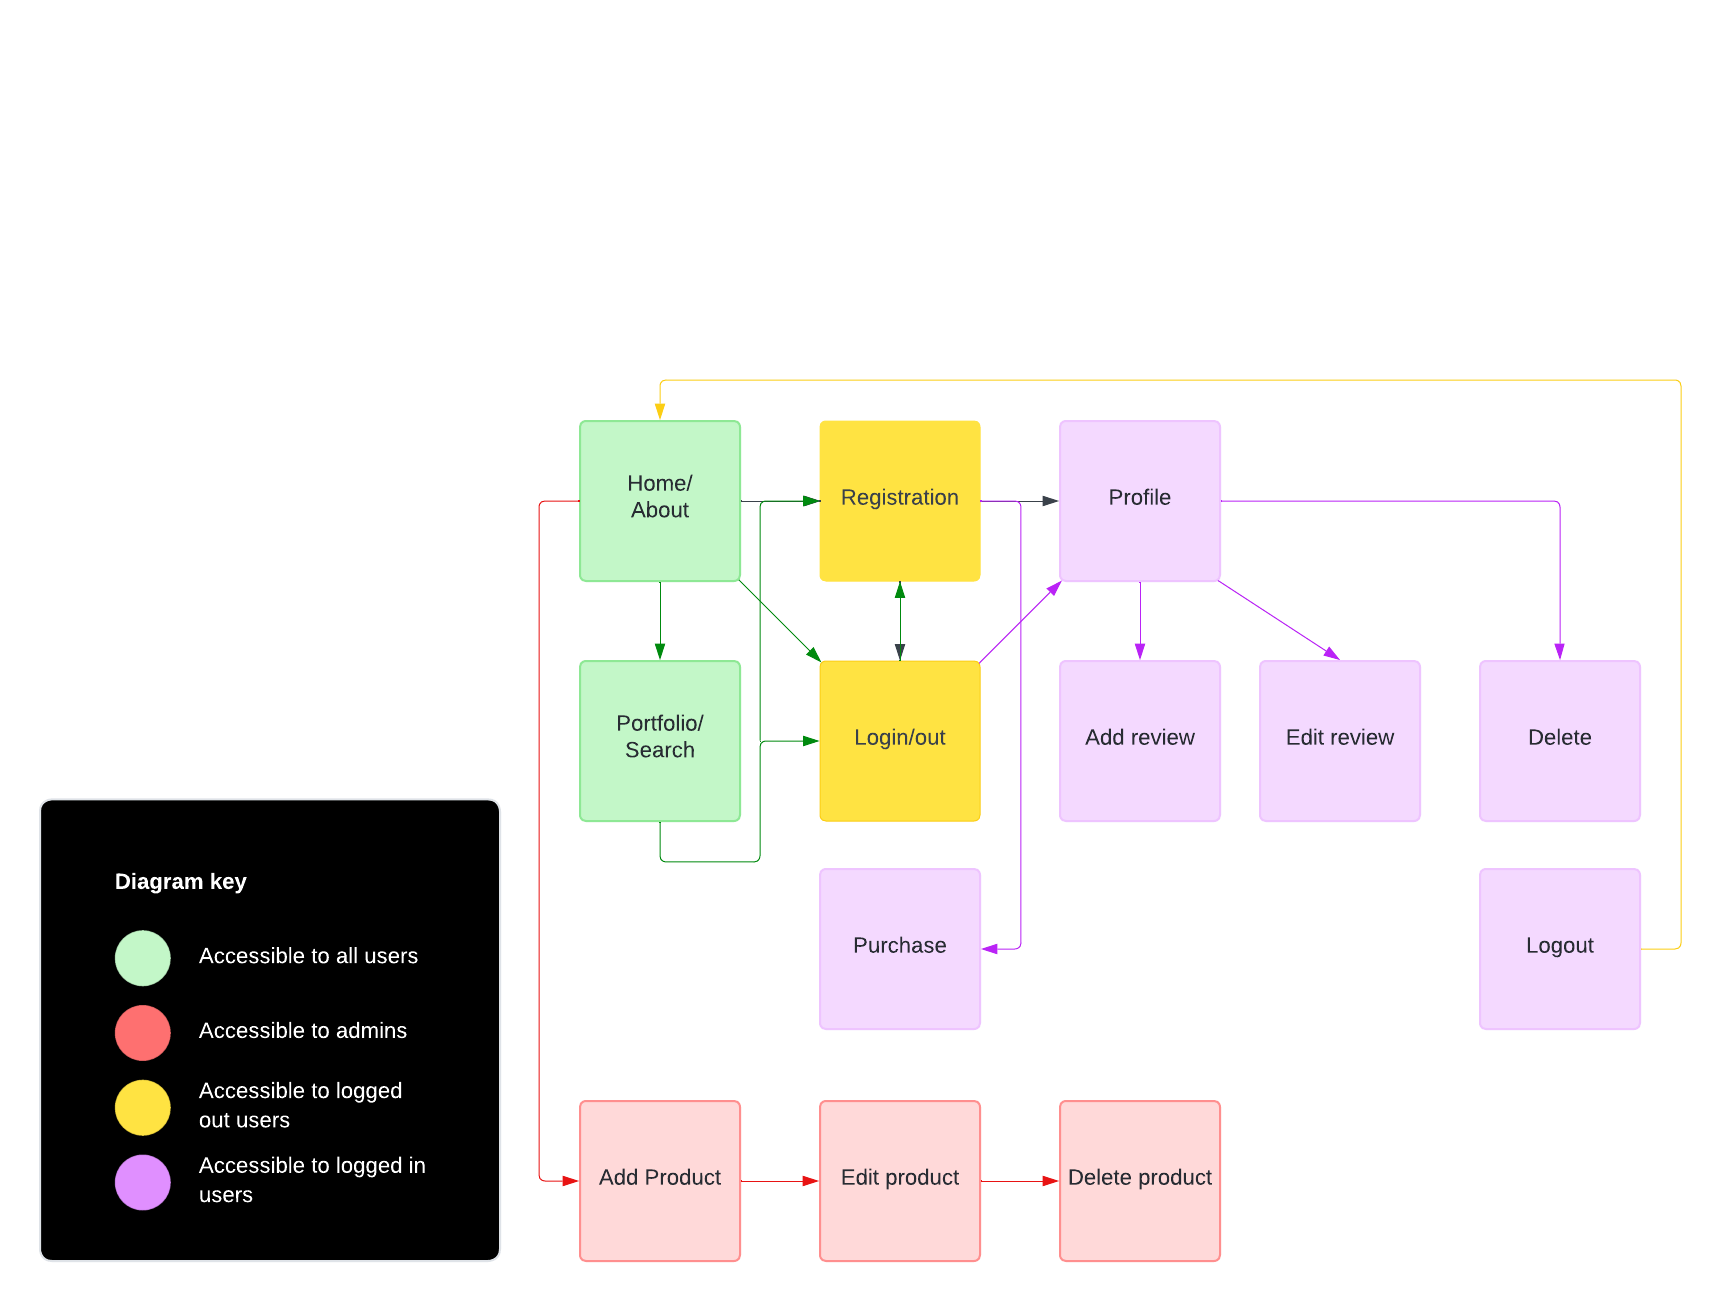 Home/
About
Registration
Profile
Portfolio/
Search
Login/out
Add review
Edit review
Delete
Purchase
Logout
Add Product
Edit product
Delete product
Diagram key
Accessible to all users
Accessible to admins
Accessible to logged
out users
Accessible to logged in
users